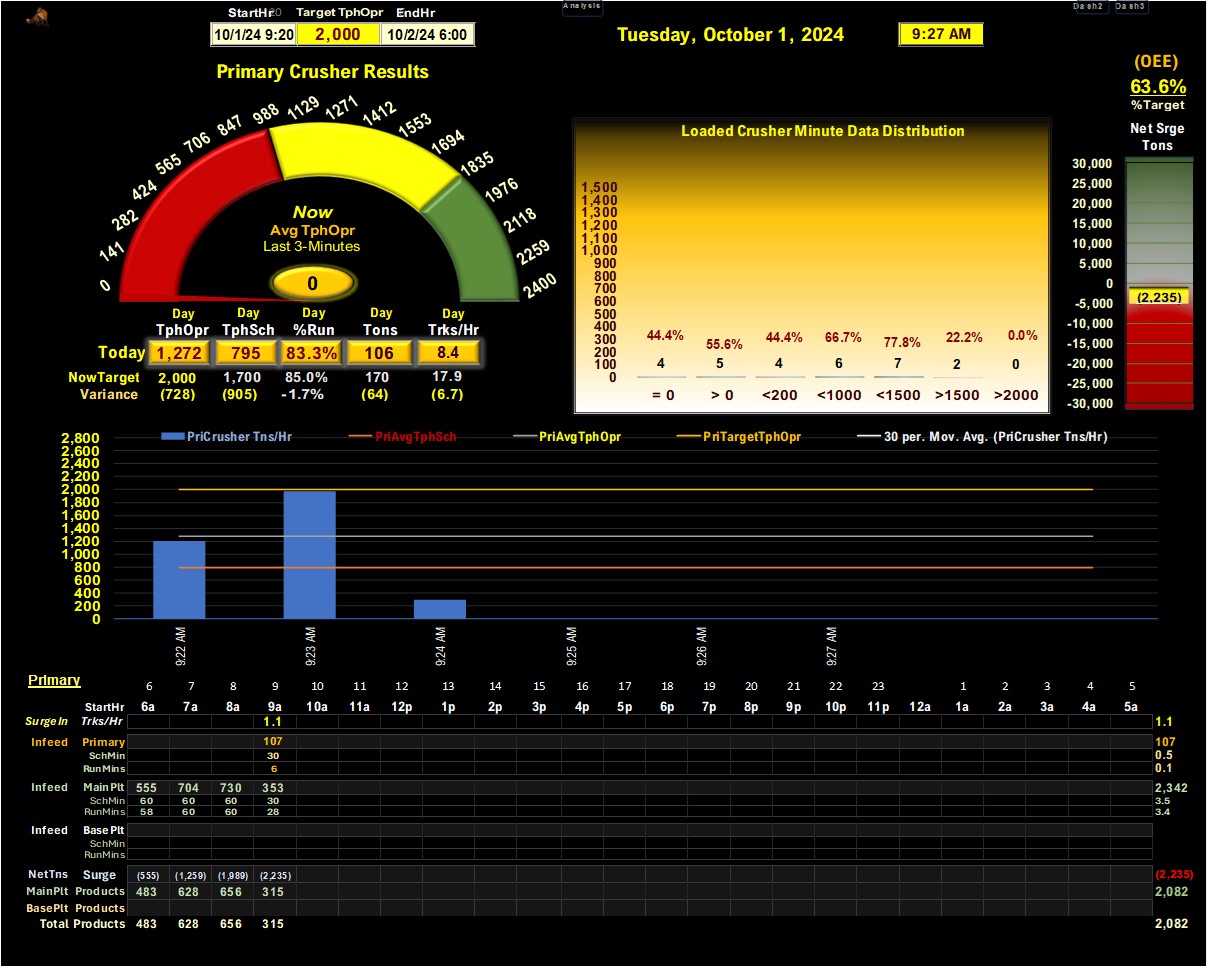 Analysis
Dash2 Dash3
StartHr Target TphOpr EndHr
10/1/24 9:20 2,000 10/2/24 6:00
Tuesday, October 1, 2024
9:27 AM
Primary Crusher Results
0
141
282
424
565
706
847
988
1129
1271
1412
1553
1694
1835
1976
2118
2259
2400
Now
Avg TphOpr
Last 3-Minutes
0
Day Day Day Day Day
TphOpr TphSch %Run Tons Trks/Hr
Today 1,272 795 83.3% 106 8.4
NowTarget 2,000 1,700 85.0% 170 17.9
Variance (728) (905) -1.7% (64) (6.7)
Loaded Crusher Minute Data Distribution
1,500
1,400
1,300
1,200
1,100
1,000
900
800
700
600
500
400
300
200
100
0
44.4% 55.6% 44.4% 66.7% 77.8% 22.2% 0.0%
4 5 4 6 7 2 0
= 0 > 0 <200 <1000 <1500 >1500 >2000
(OEE)
63.6%
%Target
Net Srge
Tons
30,000
25,000
20,000
15,000
10,000
5,000
0
-5,000
-10,000
-15,000
-20,000
-25,000
-30,000
(2,235)
PriCrusher Tns/Hr PriAvgTphSch PriAvgTphOpr PriTargetTphOpr 30 per. Mov. Avg. (PriCrusher Tns/Hr)
2,800
2,600
2,400
2,200
2,000
1,800
1,600
1,400
1,200
1,000
800
600
400
200
0
9:22 AM 9:23 AM 9:24 AM 9:25 AM 9:26 AM 9:27 AM
Primary
6 7 8 9 10 11 12 13 14 15 16 17 18 19 20 21 22 23 1 2 3 4 5
StartHr 6a 7a 8a 9a 10a 11a 12p 1p 2p 3p 4p 5p 6p 7p 8p 9p 10p 11p 12a 1a 2a 3a 4a 5a
SurgeIn Trks/Hr 1.1 1.1
Infeed Primary 107 107
SchMin 30 0.5
RunMins 6 0.1
Infeed MainPlt 555 704 730 353 2,342
SchMin 60 60 60 30 3.5
RunMins 58 60 60 28 3.4
Infeed Base Plt
SchMin
RunMins
NetTns Surge (555) (1,259) (1,989) (2,235) (2,235)
MainPlt Products 483 628 656 315 2,082
BasePlt Products
Total Products 483 628 656 315 2,082